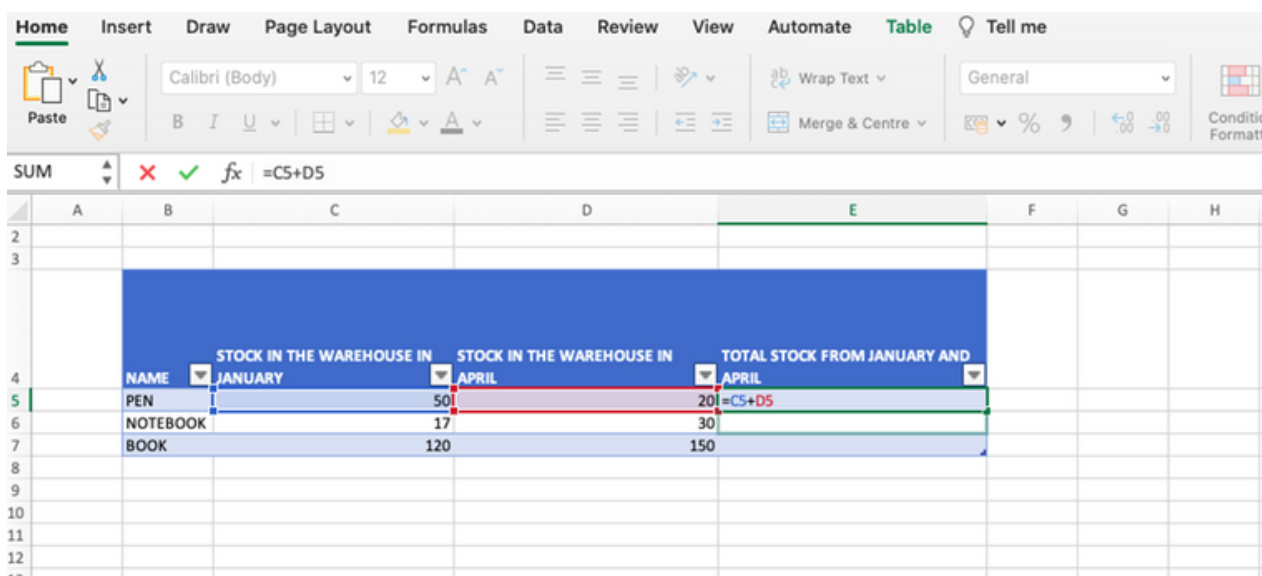 Home Insert Draw Page Layout Formulas Data Review View Automate Table Tell me
Calibri (Body) 12 A A ab Wrap Text General
Paste B I U A Merge & Centre % Conditio
Formatt
SUM fx =C5+D5
A B C D E F G H
2
3
STOCK IN THE WAREHOUSE IN STOCK IN THE WAREHOUSE IN TOTAL STOCK FROM JANUARY AND
4 NAME JANUARY APRIL APRIL
5 PEN 50 20 =C5+D5
6 NOTEBOOK 17 30
7 BOOK 120 150
8
9
10
11
12